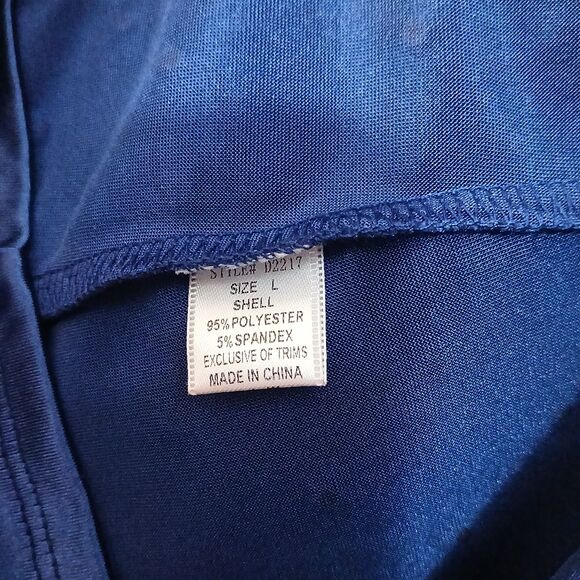 STYLE# D2217
SIZE L
SHELL
95%POLYESTER
5%SPANDEX
EXCLUSIVE OF TRIMS
MADE IN CHINA